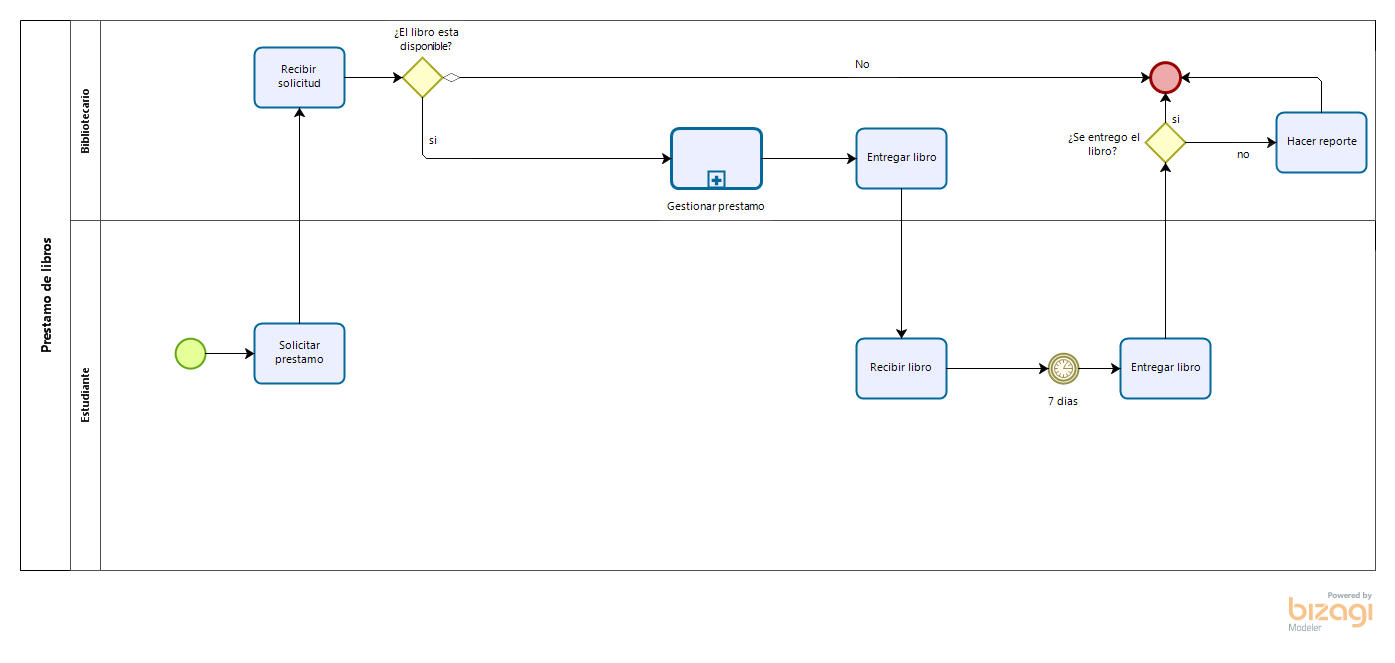 Prestamo de libros
Bibliotecario
Estudiante
¿El libro esta
disponible?
Recibir
solicitud
No
si
Gestionar prestamo
Entregar libro
¿Se entrego el
libro?
si
no
Hacer reporte
Solicitar
prestamo
Recibir libro
7 dias
Entregar libro
Powered by
bizagi
Modeler